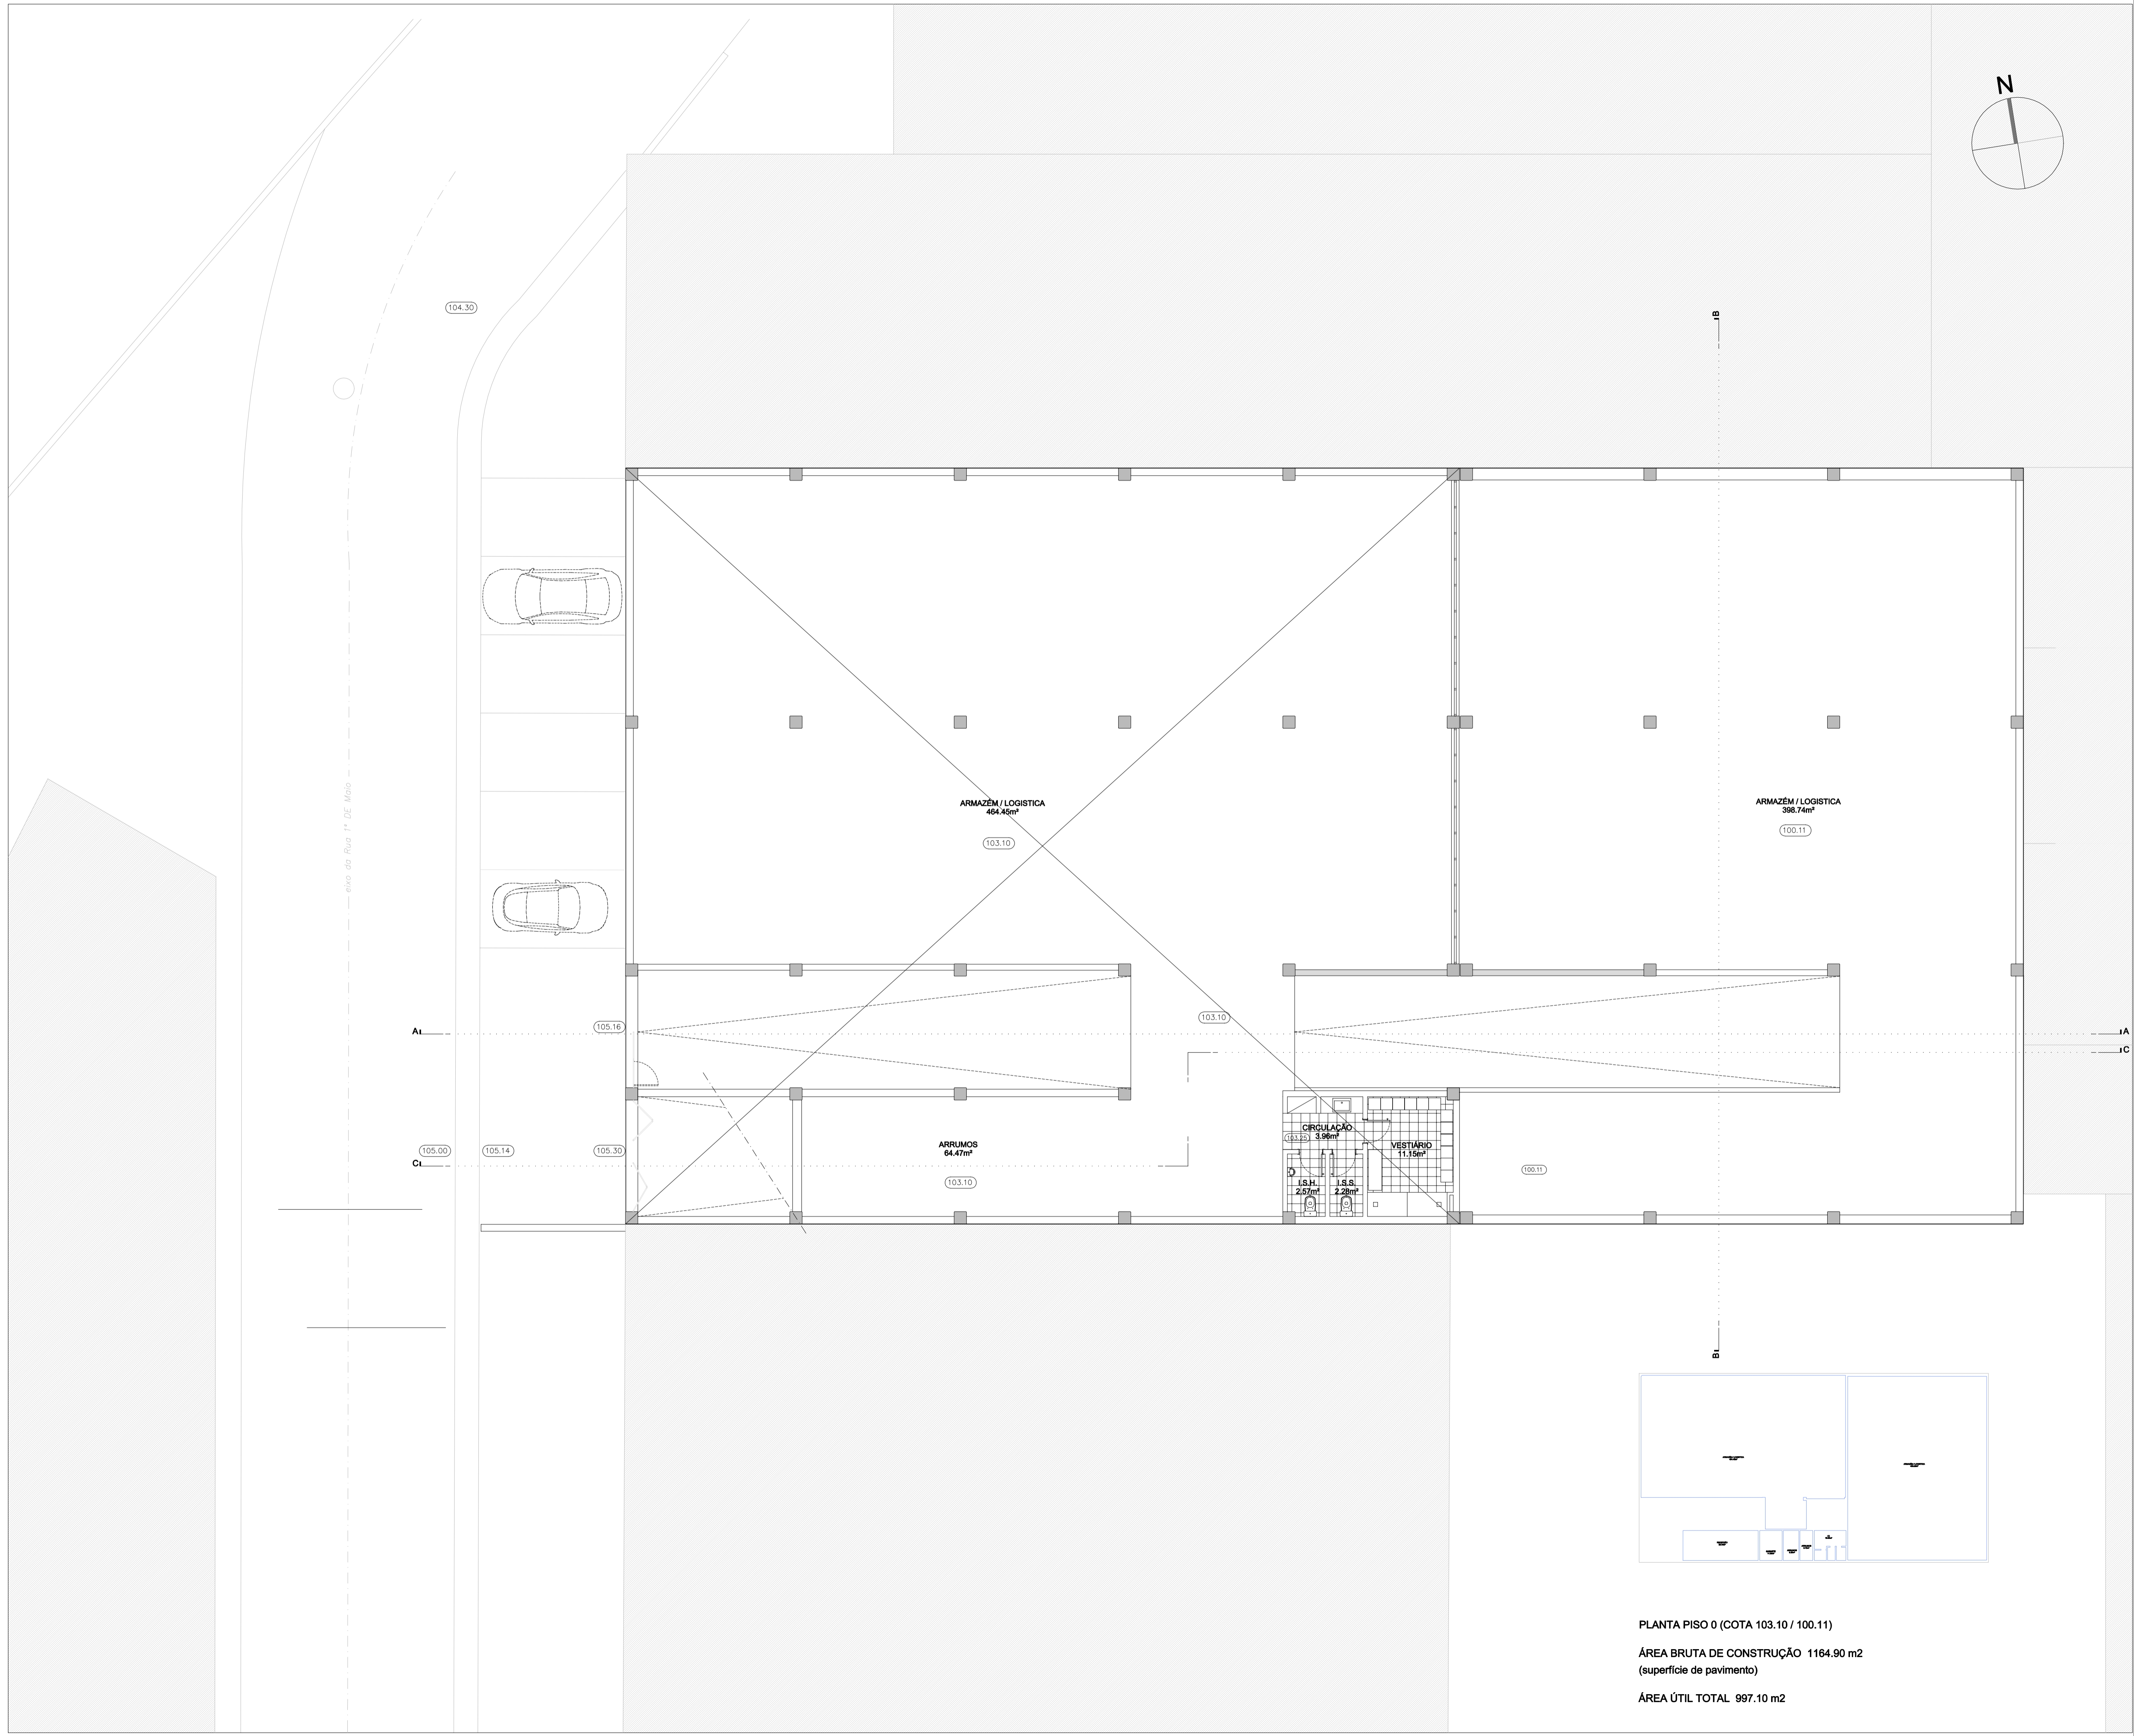 N
104.30
B
eixo da Rua 1º DE Maio
ARMAZÉM / LOGISTICA
464.45m²
103.10
ARMAZÉM / LOGISTICA
398.74m²
100.11
105.16
103.10
A
A
C
CIRCULAÇÃO
3.96m²
103.25
VESTIÁRIO
11.15m²
ARRUMOS
64.47m²
103.10
105.00
105.14
105.30
C
100.11
I.S.H.
2.57m²
I.S.S.
2.28m²
B
PLANTA PISO 0 (COTA 103.10 / 100.11)
ÁREA BRUTA DE CONSTRUÇÃO 1164.90 m2
(superfície de pavimento)
ÁREA ÚTIL TOTAL 997.10 m2